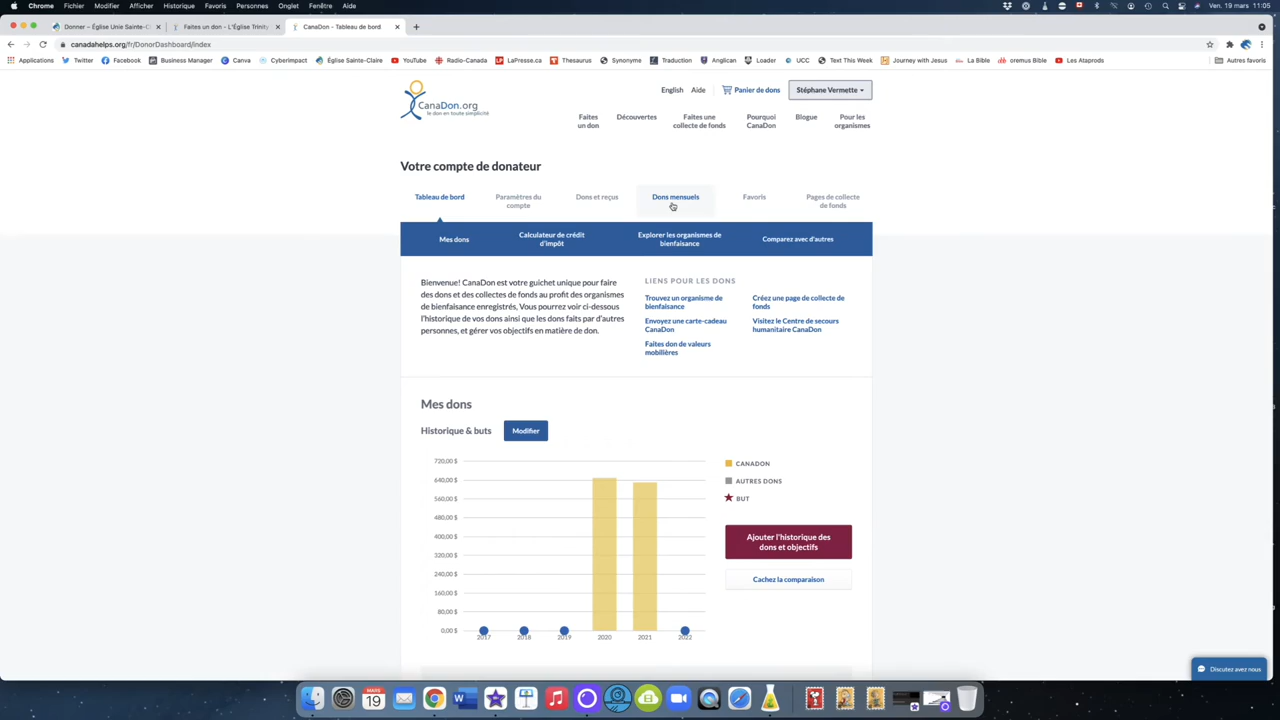 Chrome Fichier Modifier Afficher Historique Favoris Personnes Onglet Fenêtre Aide Ven. 19 mars 11:05
Donner – Église Unie Sainte-C Faites un don - L'Église Trinity CanaDon - Tableau de bord
canadahelps.org/fr/DonorDashboard/index
Applications Twitter Facebook Business Manager Canva CyberImpact Église Sainte-Claire YouTube Radio-Canada LaPresse.ca Thesaurus Synonyme Traduction Anglican Loader UCC Text This Week Journey with Jesus La Bible oremus Bible Les Ataprods Autres favoris
English Aide Panier de dons Stéphane Vermette
CanaDon.org
le don en toute simplicité
Faites un don
Découvertes
Faites une collecte de fonds
Pourquoi CanaDon
Blogue
Pour les organismes
Votre compte de donateur
Tableau de bord
Paramètres du compte
Dons et reçus
Dons mensuels
Favoris
Pages de collecte de fonds
Mes dons
Calculateur de crédit d'impôt
Explorer les organismes de bienfaisance
Comparez avec d'autres
Bienvenue! CanaDon est votre guichet unique pour faire
des dons et des collectes de fonds au profit des organismes
de bienfaisance enregistrés, Vous pourrez voir ci-dessous
l'historique de vos dons ainsi que les dons faits par d'autres
personnes, et gérer vos objectifs en matière de don.
LIENS POUR LES DONS
Trouvez un organisme de
bienfaisance
Envoyez une carte-cadeau
CanaDon
Faites don de valeurs
mobilières
Créez une page de collecte de
fonds
Visitez le Centre de secours
humanitaire CanaDon
Mes dons
Historique & buts Modifier
720,00 $
640,00 $
560,00 $
480,00 $
400,00 $
320,00 $
240,00 $
160,00 $
80,00 $
0,00 $
2017 2018 2019 2020 2021 2022
CANADON
AUTRES DONS
BUT
Ajouter l'historique des
dons et objectifs
Cachez la comparaison
Discutez avec nous
MARS
19